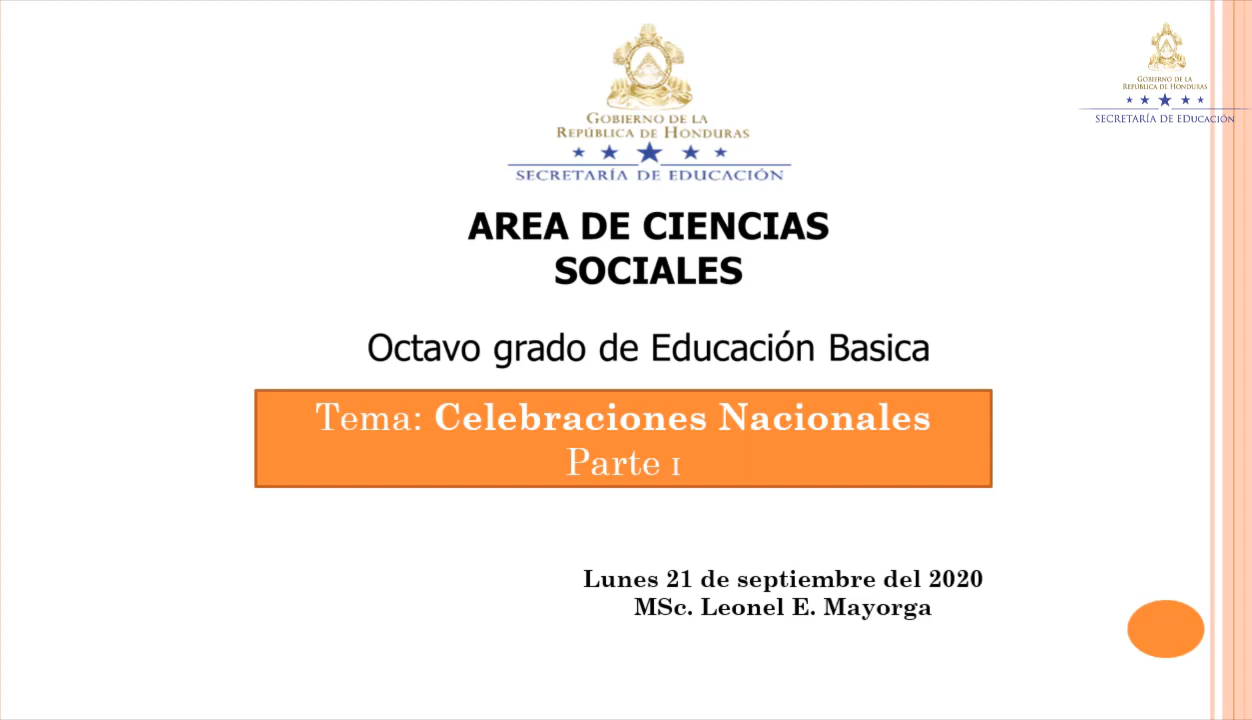 GOBIERNO DE LA
REPÚBLICA DE HONDURAS
SECRETARÍA DE EDUCACIÓN
GOBIERNO DE LA
REPÚBLICA DE HONDURAS
SECRETARÍA DE EDUCACIÓN
AREA DE CIENCIAS
SOCIALES
Octavo grado de Educación Basica
Tema: Celebraciones Nacionales
Parte I
Lunes 21 de septiembre del 2020
MSc. Leonel E. Mayorga